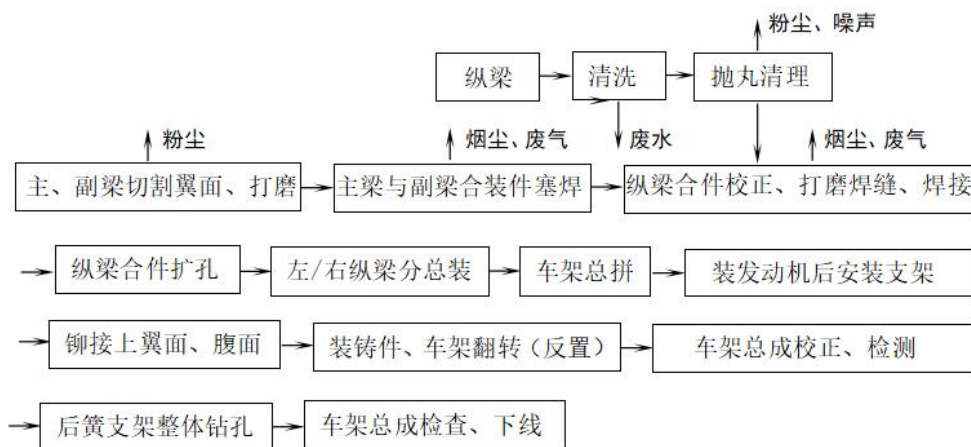 粉尘、噪声
纵梁 清洗 抛丸清理
粉尘 烟尘、废气 废水 烟尘、废气
主、副梁切割翼面、打磨 主梁与副梁合装件塞焊 纵梁合件校正、打磨焊缝、焊接
纵梁合件扩孔 左/右纵梁分总装 车架总拼 装发动机后安装支架
铆接上翼面、腹面 装铸件、车架翻转（反置） 车架总成校正、检测
后簧支架整体钻孔 车架总成检查、下线